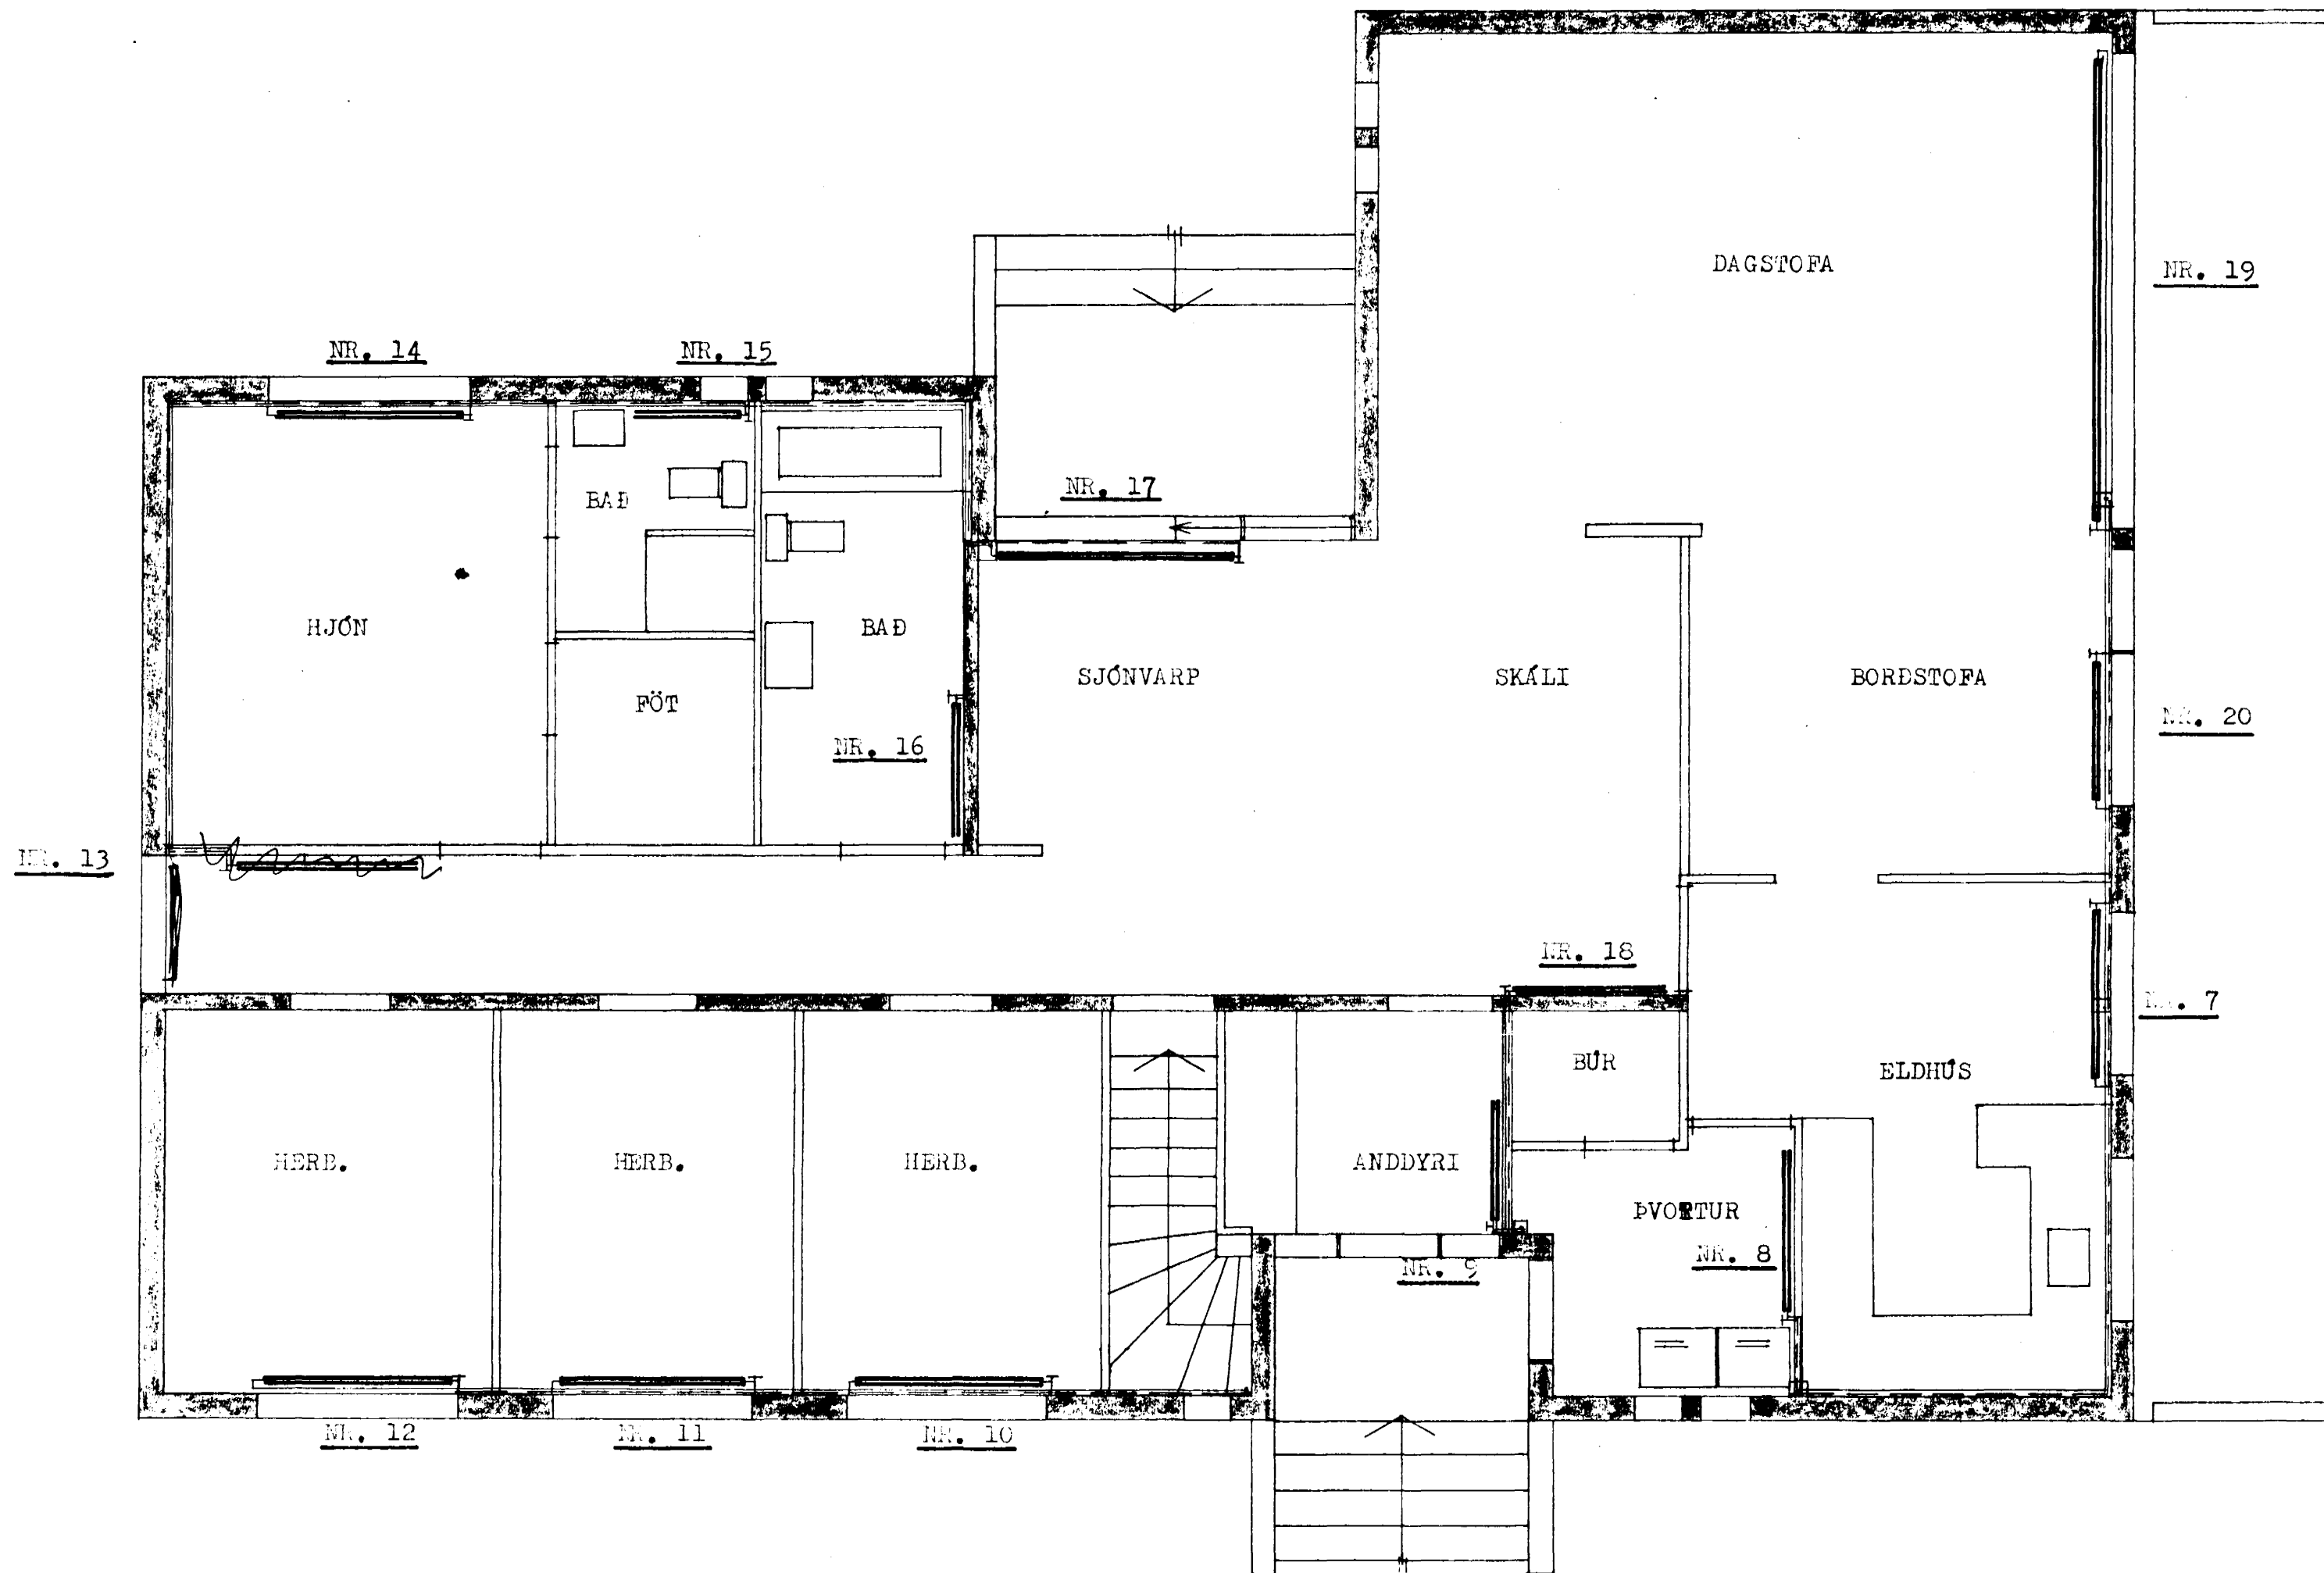 DAGSTOFA
NR. 19
NR. 14
NR. 15
NR. 17
BAÐ
HJÓN
BAÐ
SJÓNVARP
SKÁLI
BORÐSTOFA
FÖT
NR. 20
NR. 16
NR. 13
NR. 18
NR. 7
BÚR
ELDHÚS
HERB.
HERB.
HERB.
ANDDYRI
ÞVOTTUR
NR. 8
NR. 9
NR. 12
NR. 11
NR. 10